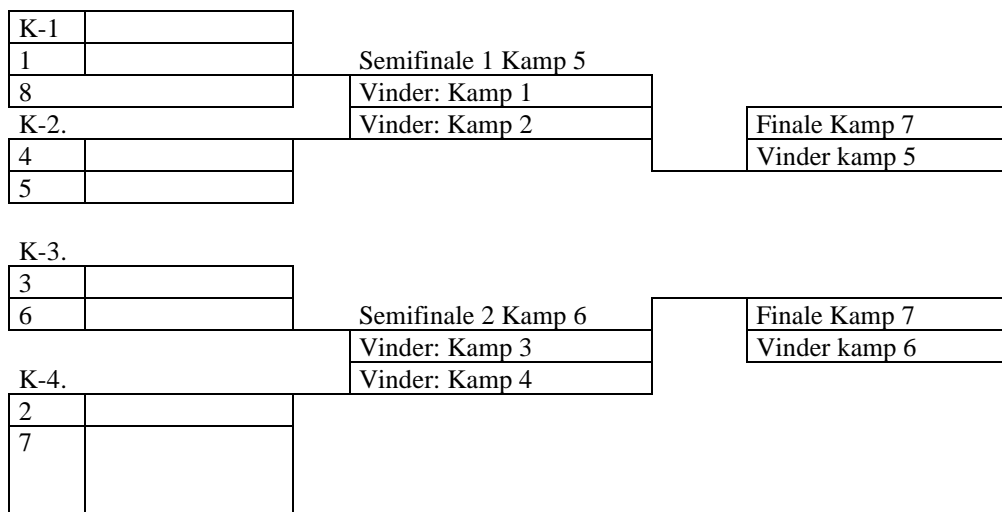 K-1
1
Semifinale 1 Kamp 5
8
Vinder: Kamp 1
K-2.
Vinder: Kamp 2
Finale Kamp 7
4
Vinder kamp 5
5
K-3.
3
6
Semifinale 2 Kamp 6
Finale Kamp 7
Vinder: Kamp 3
Vinder kamp 6
K-4.
Vinder: Kamp 4
2
7